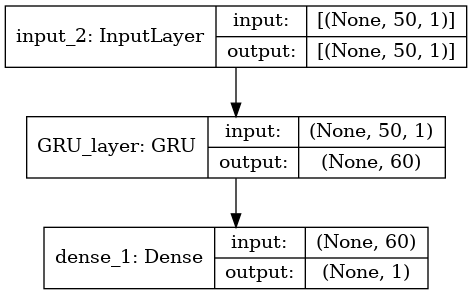 input_2: InputLayer
input: [(None, 50, 1)]
output: [(None, 50, 1)]
GRU_layer: GRU
input: (None, 50, 1)
output: (None, 60)
dense_1: Dense
input: (None, 60)
output: (None, 1)